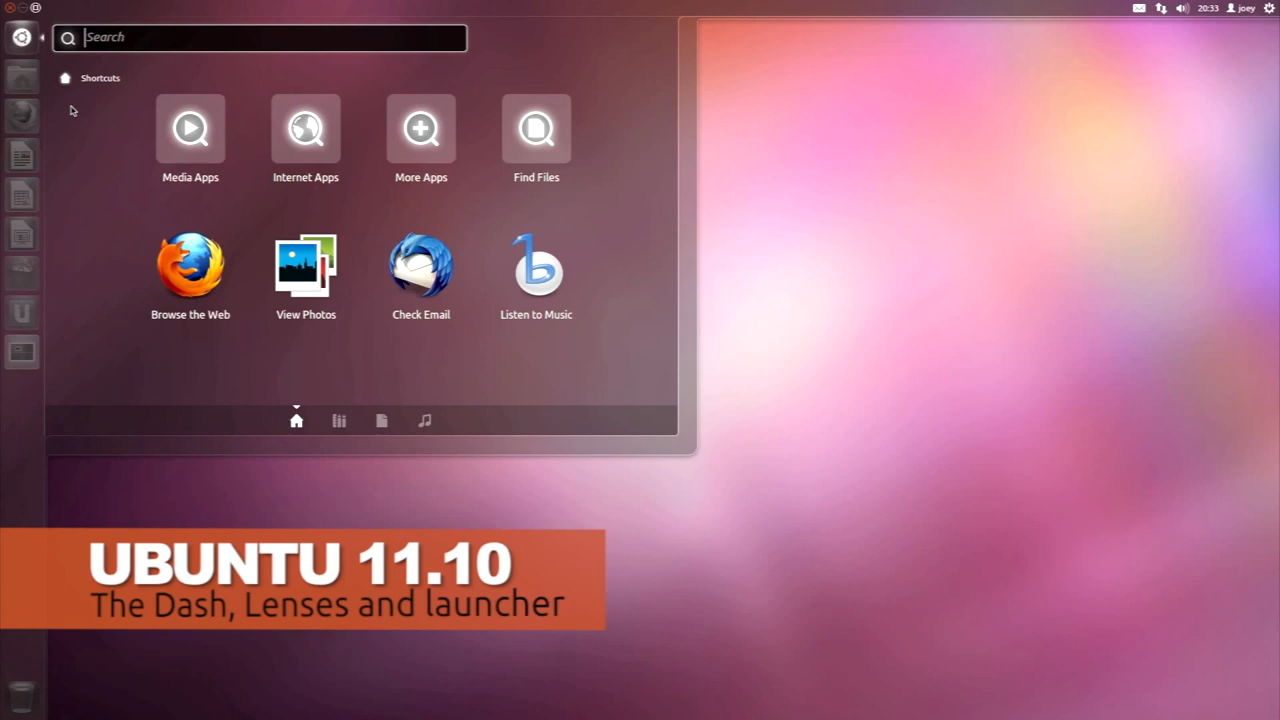 20:33 joey
Search
Shortcuts
Media Apps Internet Apps More Apps Find Files
Browse the Web View Photos Check Email Listen to Music
UBUNTU 11.10
The Dash, Lenses and launcher